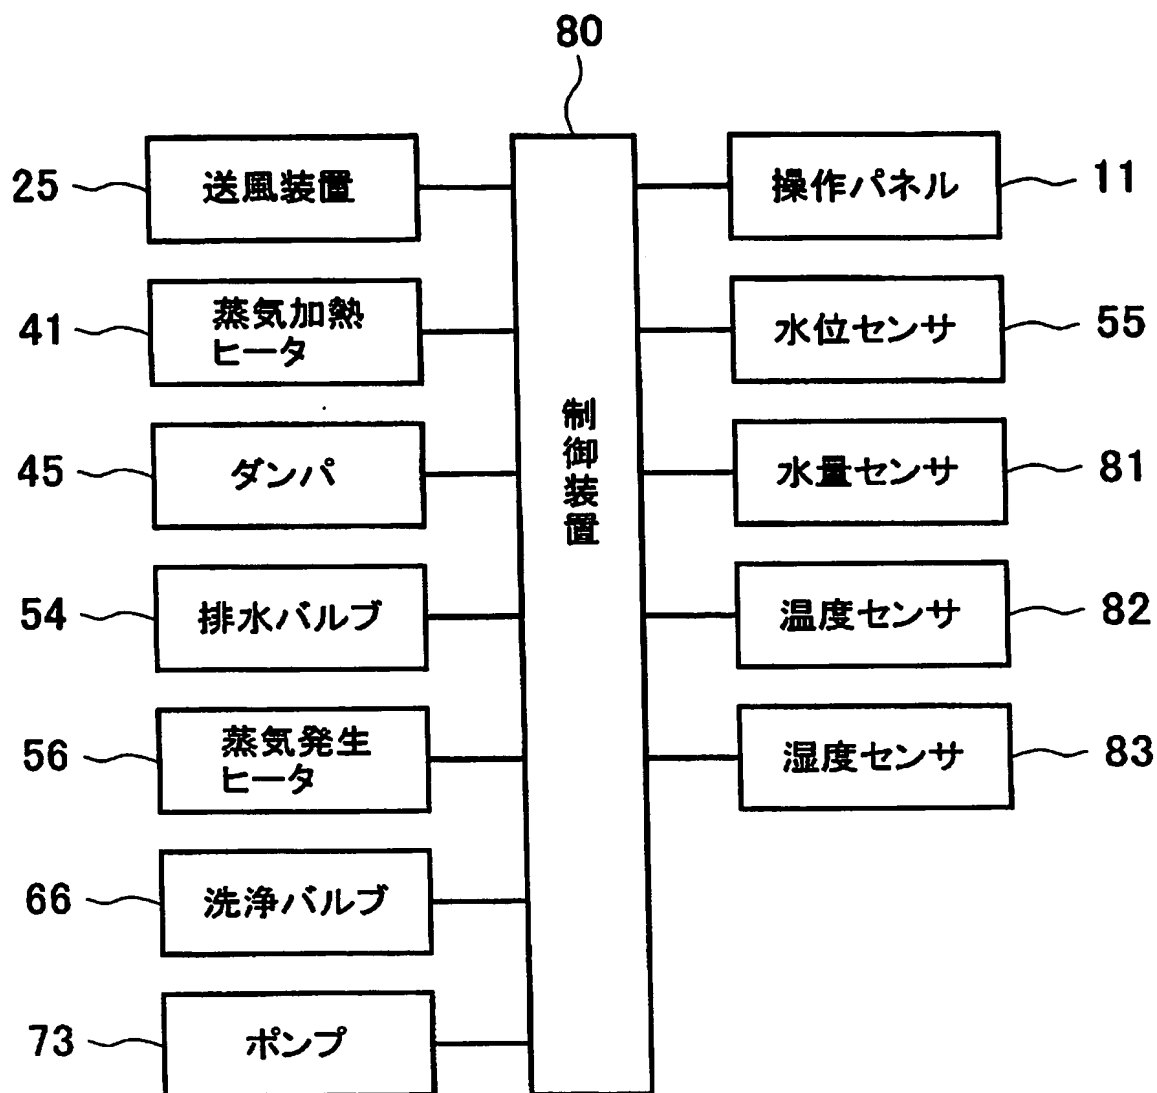 80
25
送風装置
操作パネル
11
41
蒸気加熱
ヒータ
水位センサ
55
制御装置
45
ダンパ
水量センサ
81
54
排水バルブ
温度センサ
82
56
蒸気発生
ヒータ
湿度センサ
83
66
洗浄バルブ
73
ポンプ